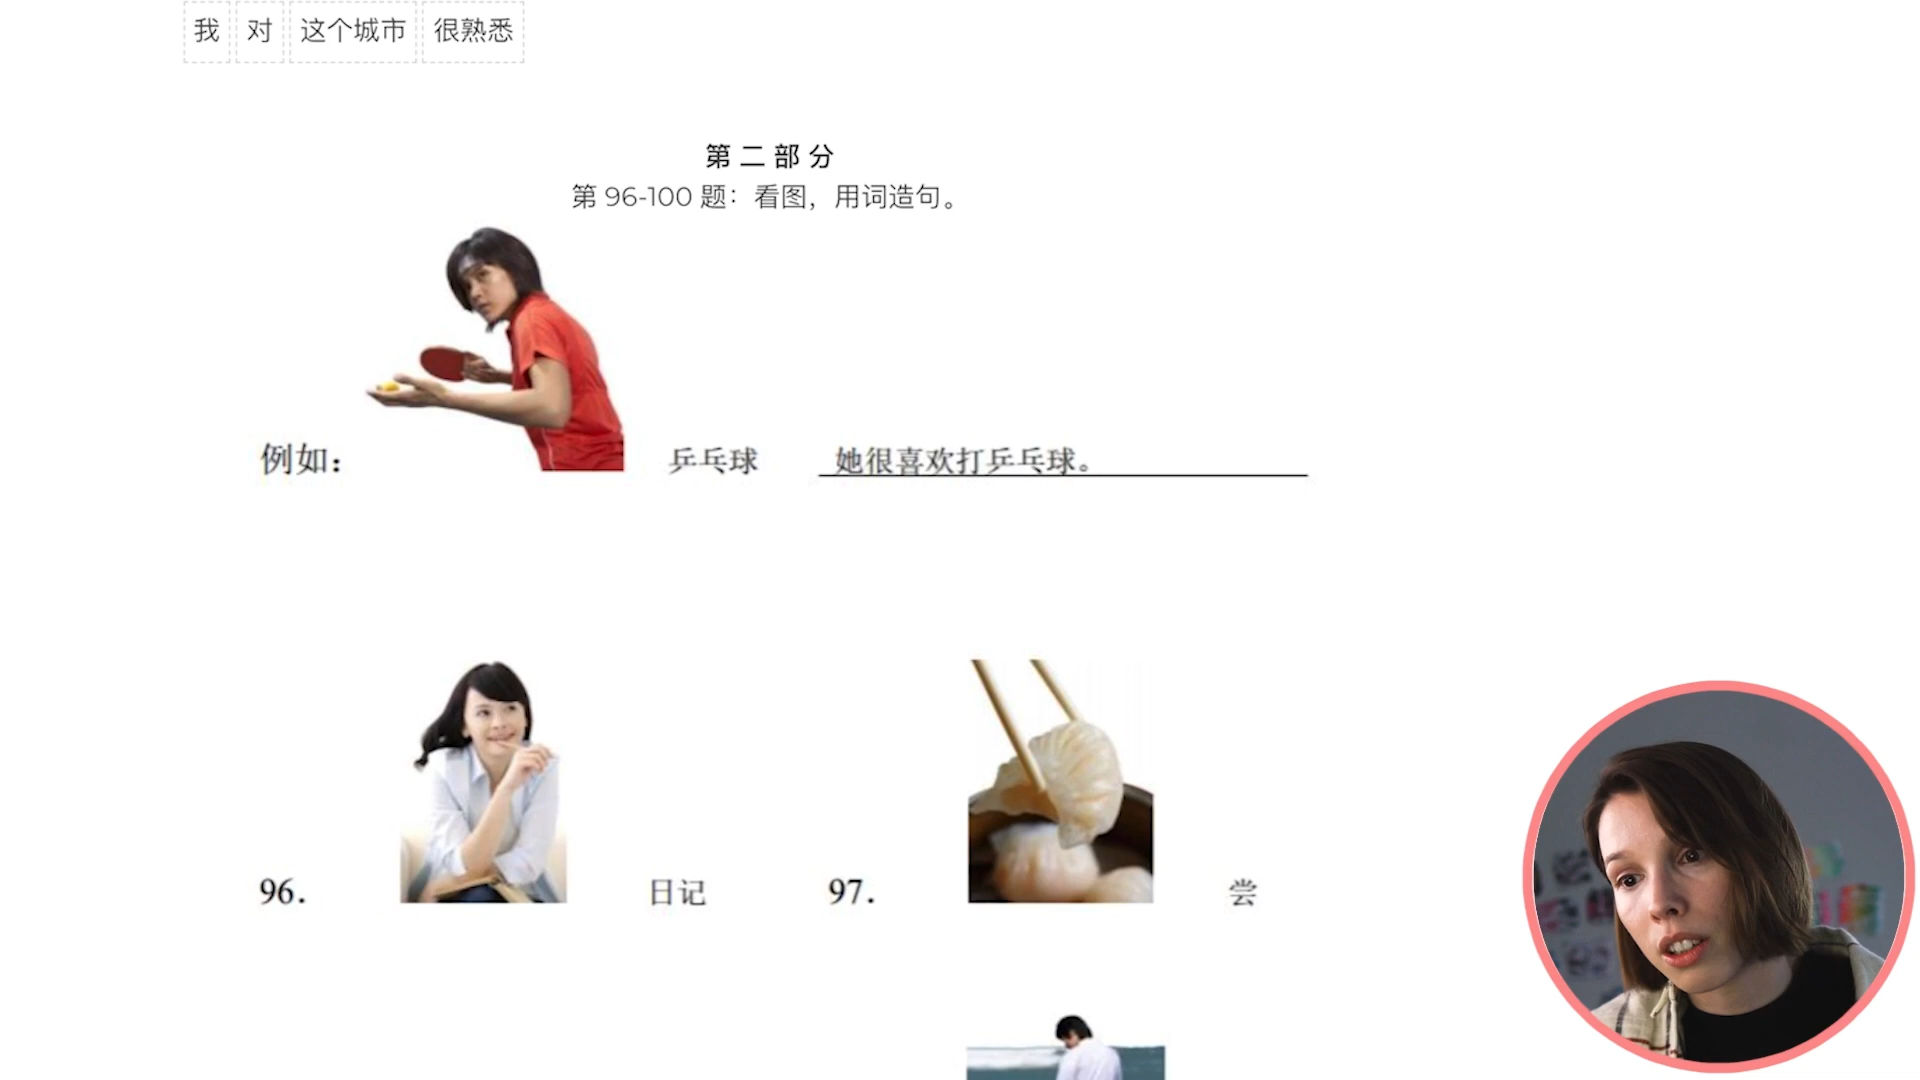 我 对 这个城市 很熟悉
第二部分
第 96-100 题：看图，用词造句。
例如： 乒乓球 她很喜欢打乒乓球。
96. 日记 97. 尝